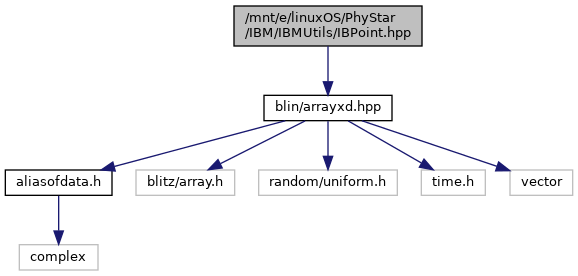 /mnt/e/linuxOS/PhyStar
/IBM/IBMUtils/IBPoint.hpp
blin/arrayxd.hpp
aliasofdata.h
blitz/array.h
random/uniform.h
time.h
vector
complex